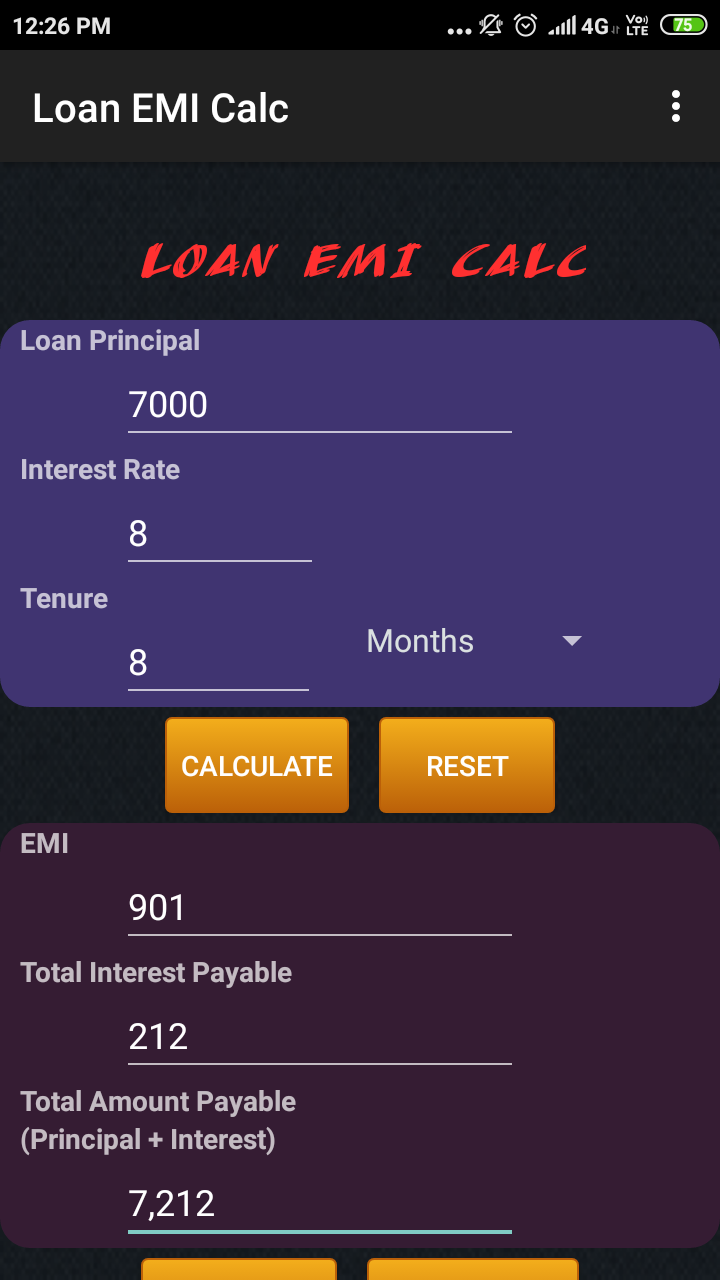 12:26 PM ... 4G Vo) LTE 75
Loan EMI Calc
LOAN EMI CALC
Loan Principal
7000
Interest Rate
8
Tenure
8 Months
CALCULATE RESET
EMI
901
Total Interest Payable
212
Total Amount Payable
(Principal + Interest)
7,212